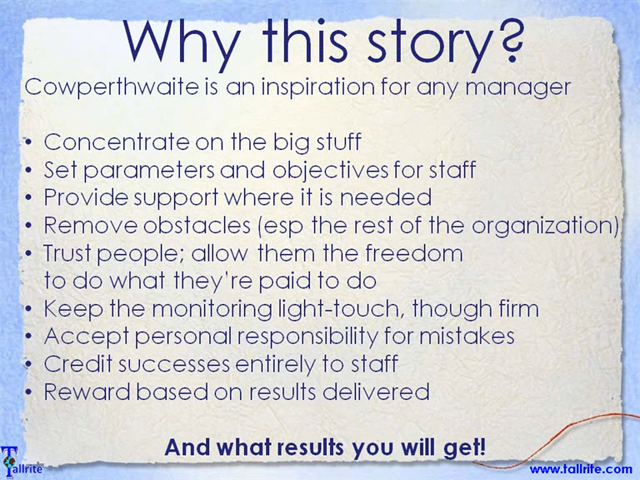 Why this story?
Cowperthwaite is an inspiration for any manager
• Concentrate on the big stuff
• Set parameters and objectives for staff
• Provide support where it is needed
• Remove obstacles (esp the rest of the organization)
• Trust people; allow them the freedom
to do what they're paid to do
• Keep the monitoring light-touch, though firm
• Accept personal responsibility for mistakes
• Credit successes entirely to staff
• Reward based on results delivered
And what results you will get!
Tallrite
www.tallrite.com